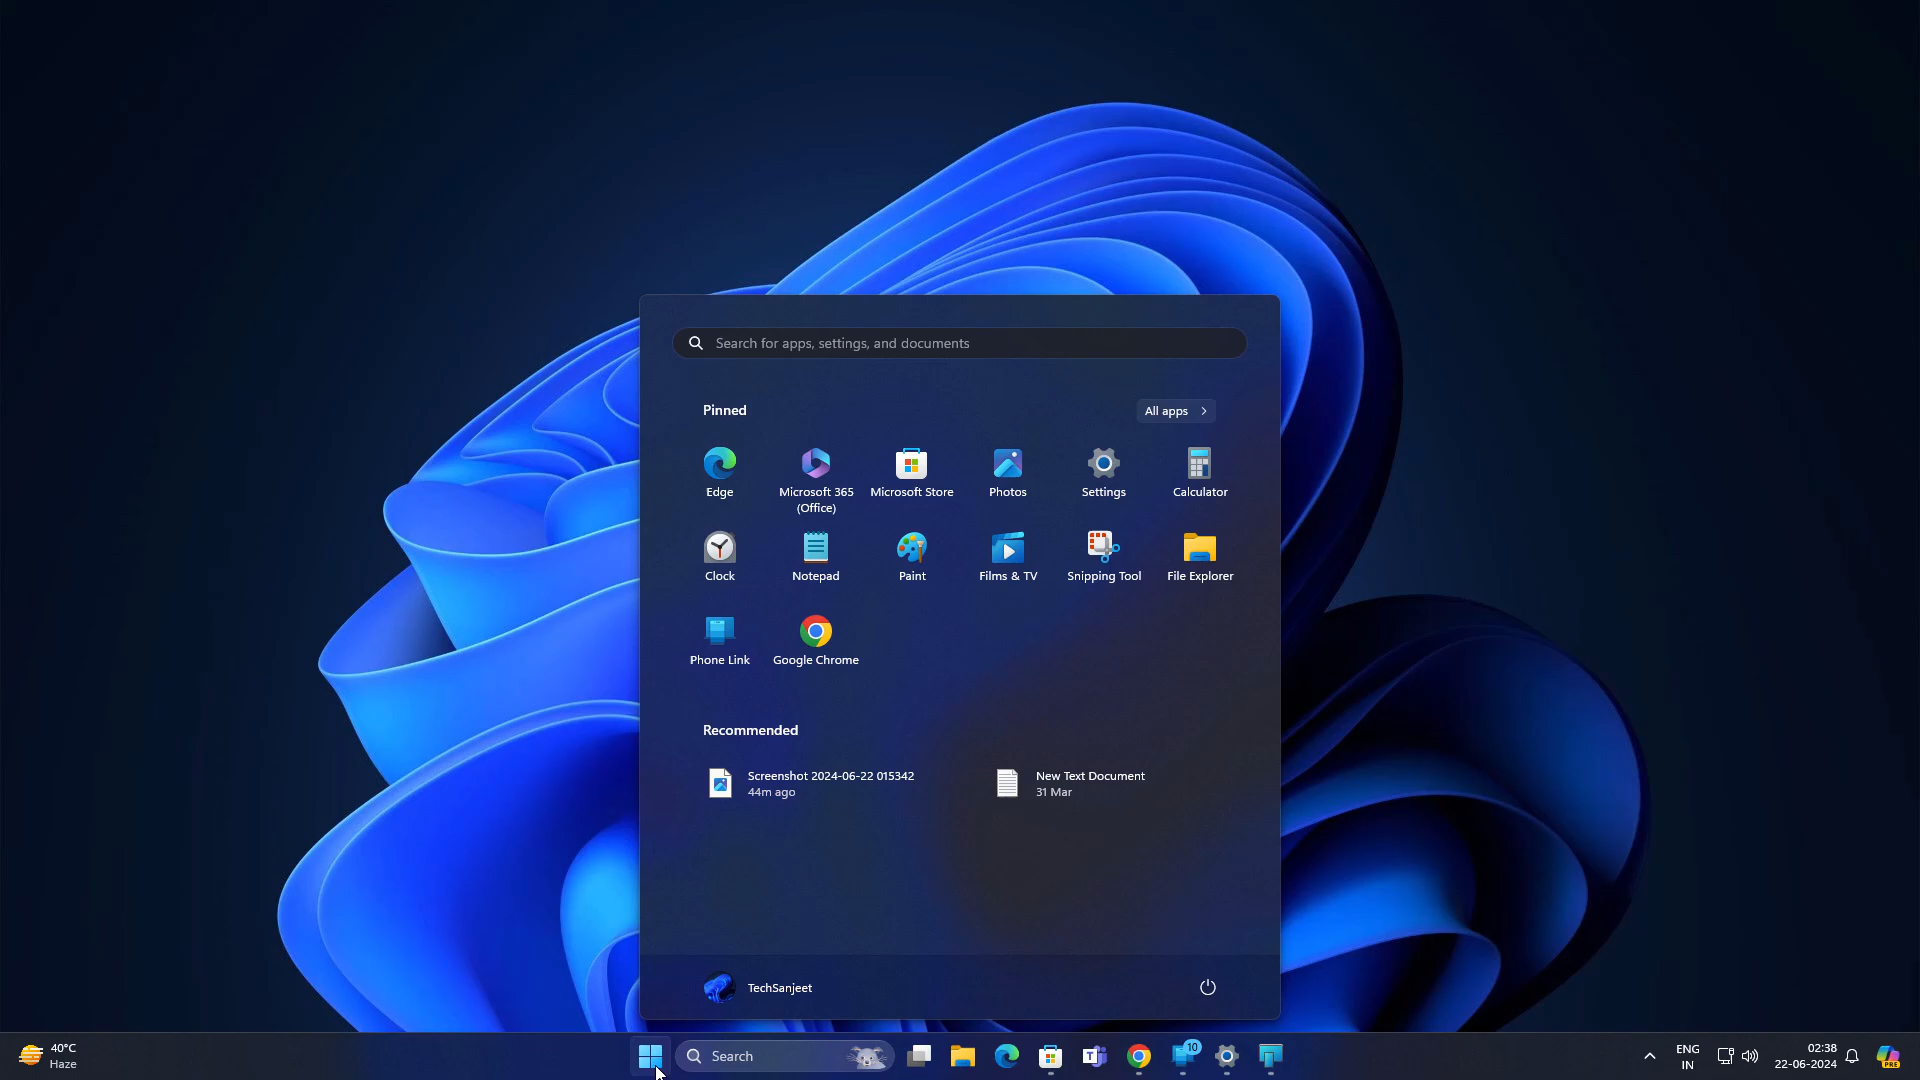 Search for apps, settings, and documents
Pinned
All apps
Edge
Microsoft 365
(Office)
Microsoft Store
Photos
Settings
Calculator
Clock
Notepad
Paint
Films & TV
Snipping Tool
File Explorer
Phone Link
Google Chrome
Recommended
Screenshot 2024-06-22 015342
44m ago
New Text Document
31 Mar
TechSanjeet
40°C
Haze
Search
T
10
ENG
IN
02:38
22-06-2024
PRE